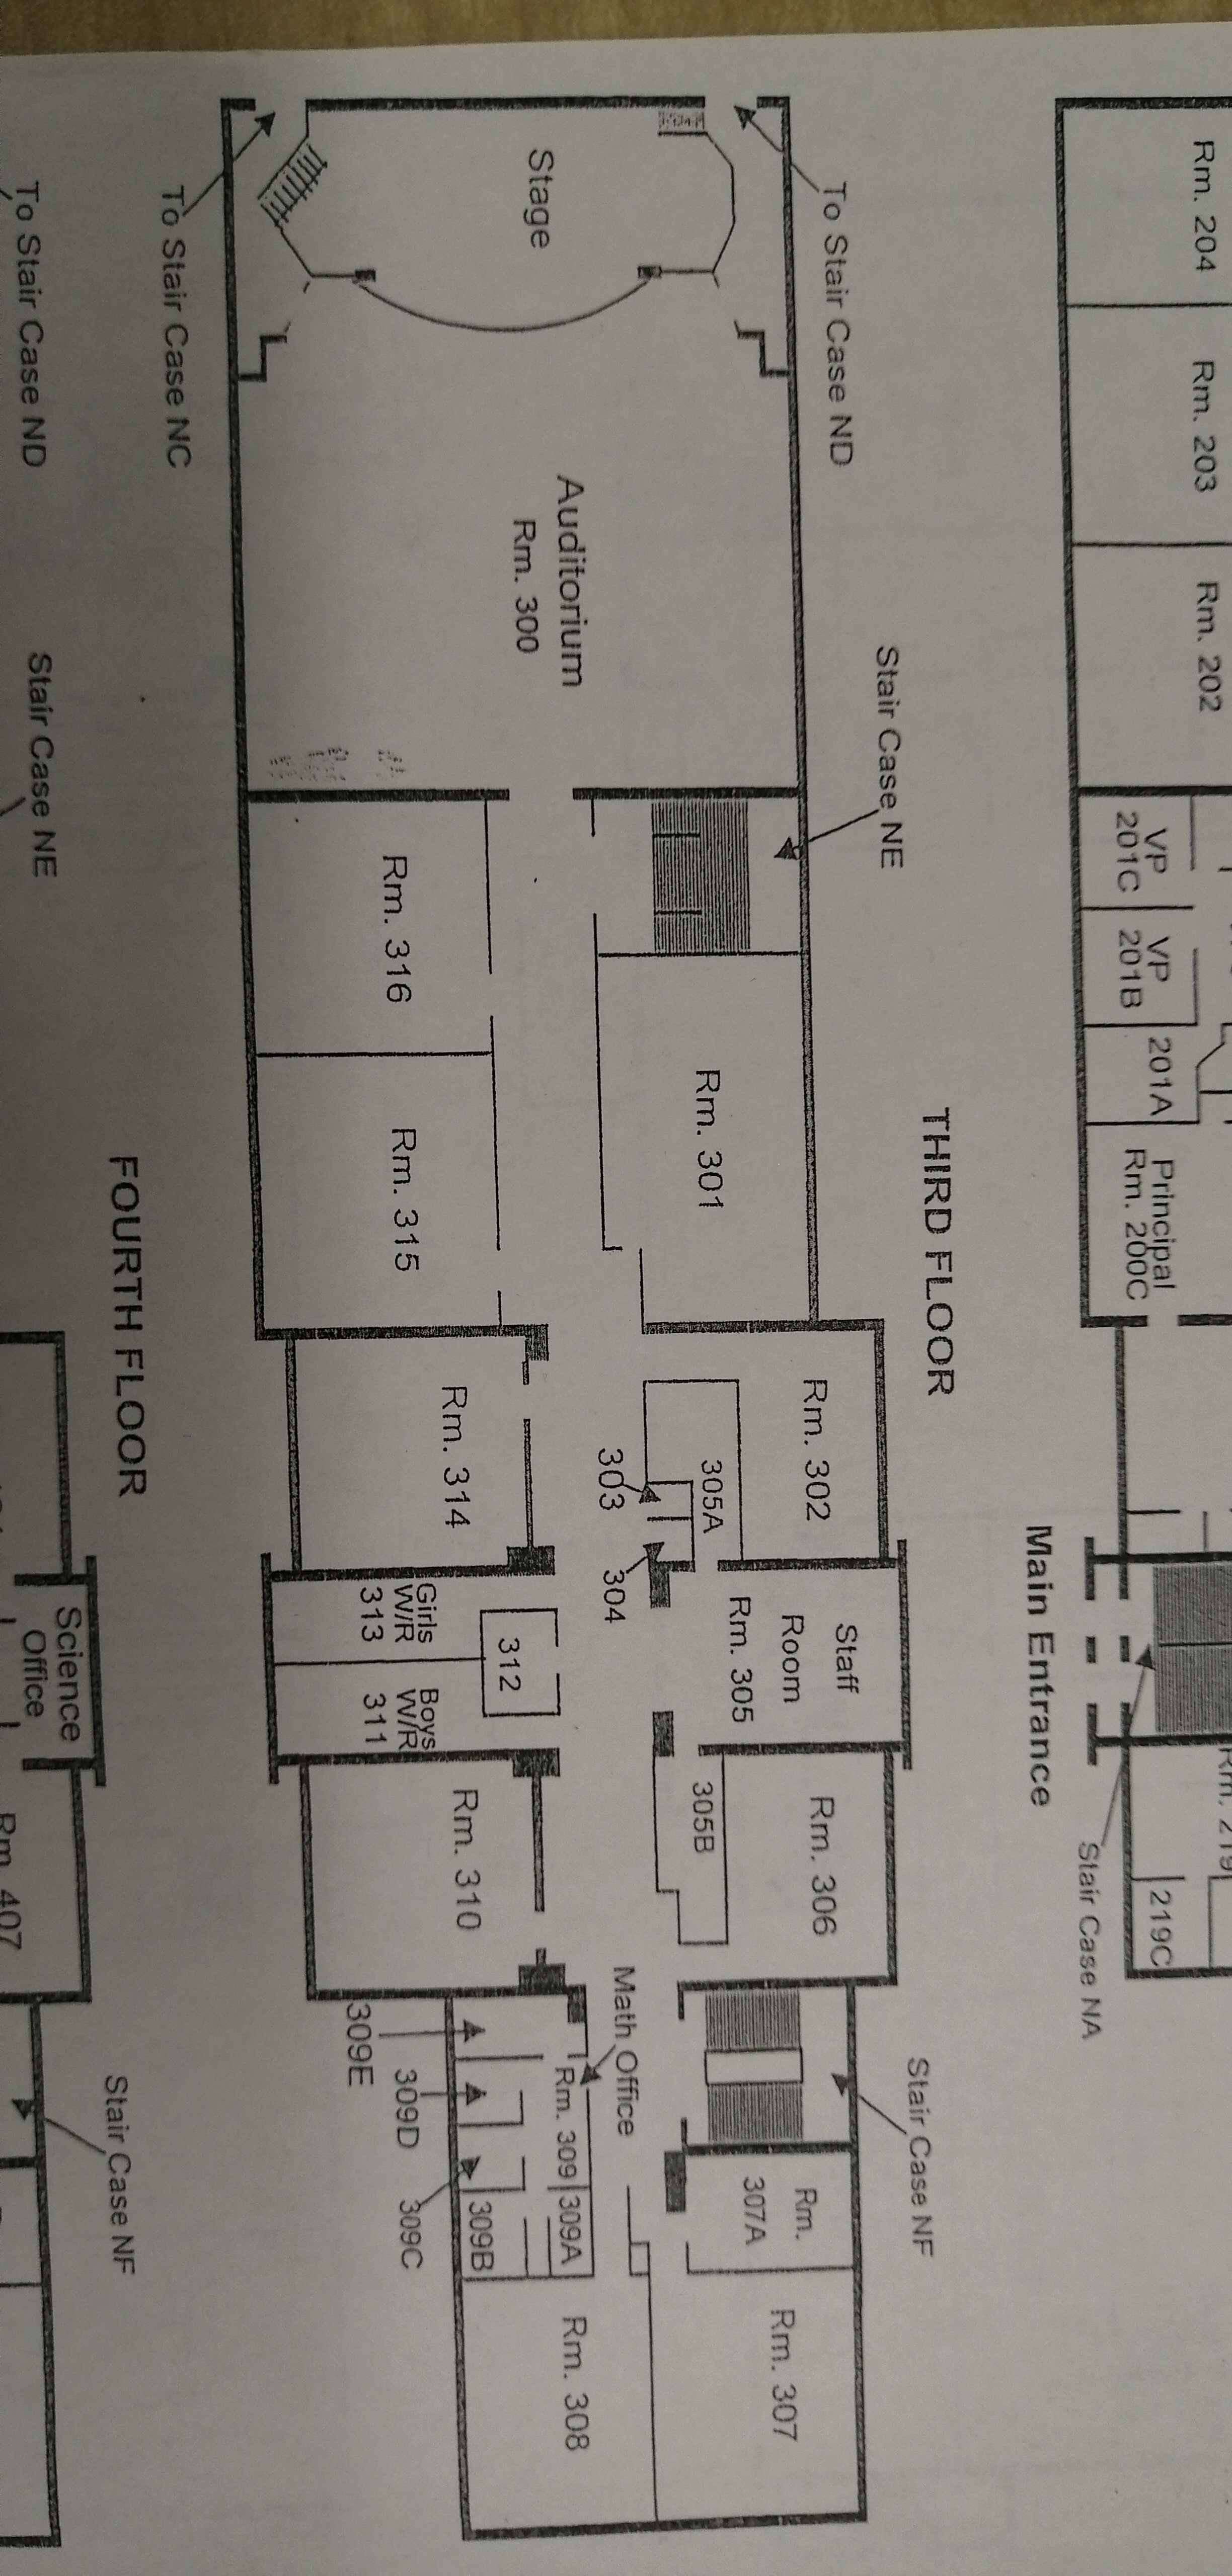 Rm. 204
Rm. 203
Rm. 202
VP
201C
VP
201B
201A
Principal
Rm. 200C
219C
Main Entrance
Stair Case NA
THIRD FLOOR
To Stair Case ND
Stair Case NE
Stair Case NF
Stage
Auditorium
Rm. 300
Rm. 301
Rm. 302
305A
303
304
Staff
Room
Rm. 305
305B
Rm. 306
Rm.
307A
Rm. 307
Math Office
Rm. 309
309A
309B
Rm. 308
Rm. 316
Rm. 315
Rm. 314
312
Girls
W/R
313
Boys
W/R
311
Rm. 310
309E
309D
309C
To Stair Case NC
FOURTH FLOOR
To Stair Case ND
Stair Case NE
Stair Case NF
Science
Office
Rm. 407